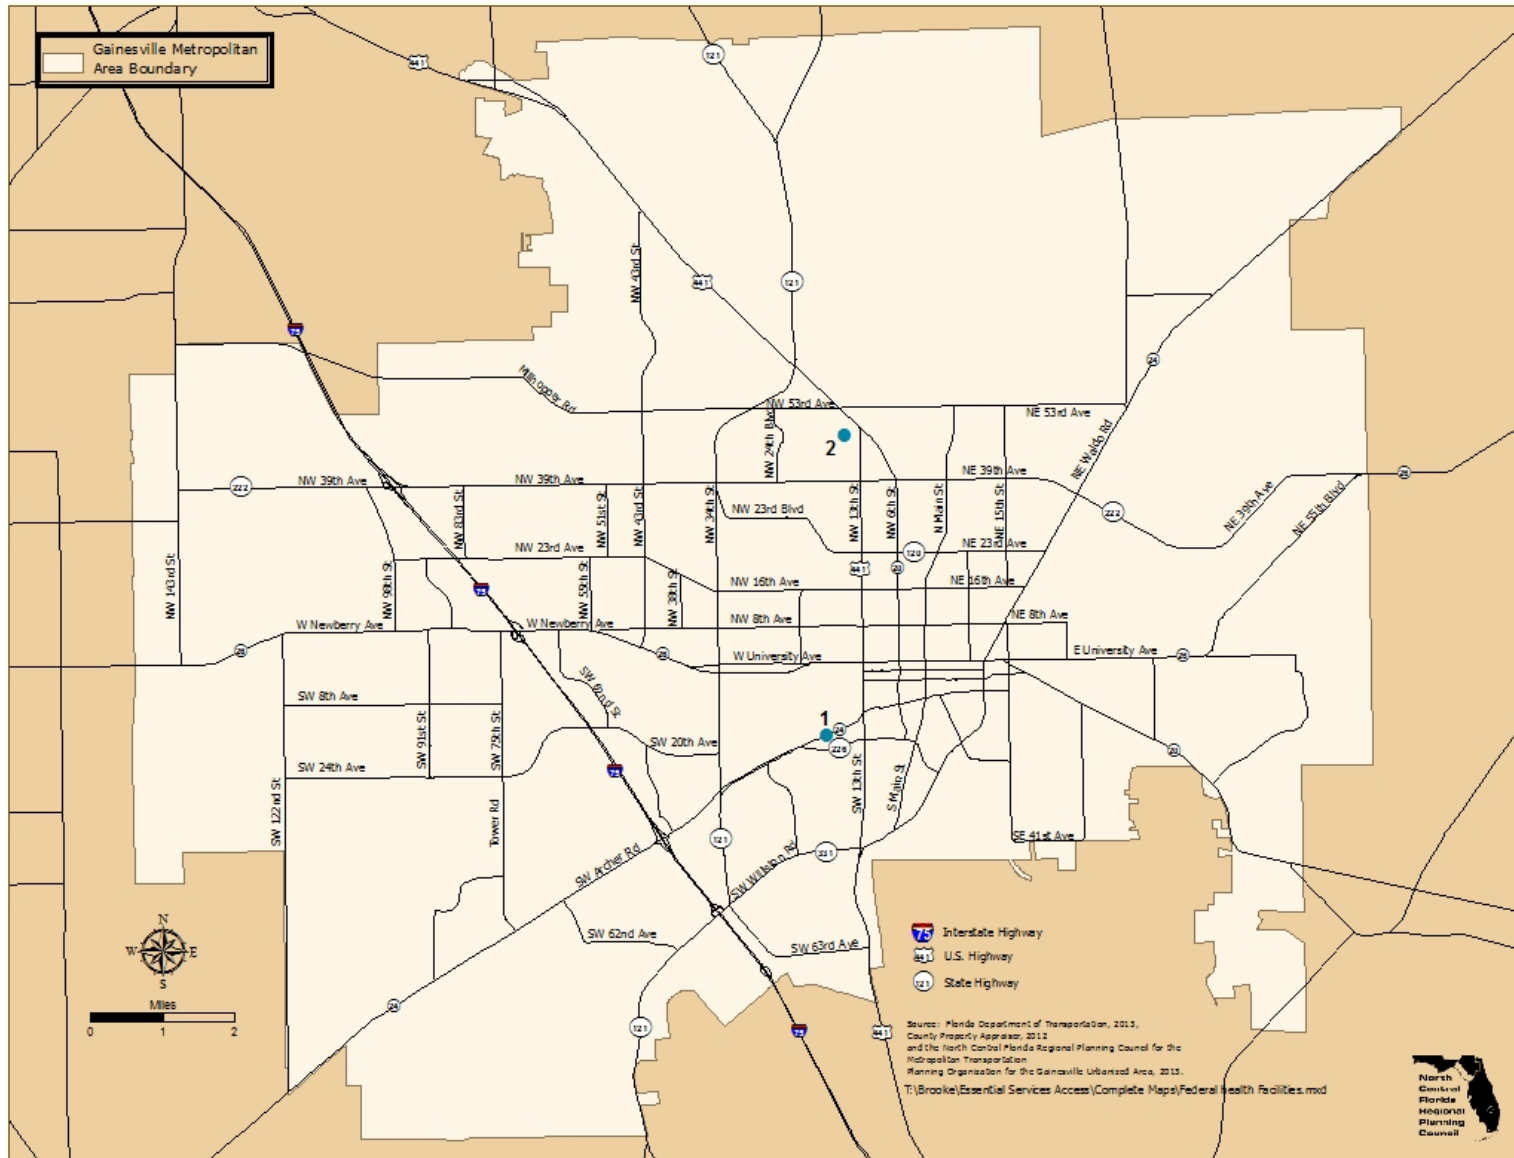 Gainesville Metropolitan
Area Boundary
441
121
NW 43rd St
441
121
75
24
Millhopper Rd
NW 53rd Ave
NE 53rd Ave
NW 24th Blvd
2
NE Waldo Rd
222
NW 39th Ave
NW 39th Ave
NE 39th Ave
26
NW 83rd St
NW 51st St
NW 43rd St
NW 34th St
NW 13th St
NW 6th St
N Main St
NE 15th St
NW 23rd Blvd
222
NE 39th Ave
NE 55th Blvd
NW 23rd Ave
120
NE 23rd Ave
NW 143rd St
NW 98th St
75
NW 55th St
NW 38th St
NW 16th Ave
441
20
NE 16th Ave
W Newberry Ave
W Newberry Ave
NW 8th Ave
NE 8th Ave
26
26
W University Ave
E University Ave
26
SW 8th Ave
SW 62nd St
SW 91st St
SW 75th St
1
24
226
20
SW 20th Ave
SW 24th Ave
75
SW 122nd St
Tower Rd
SW 13th St
S Main St
SW Archer Rd
121
SW Williston Rd
331
SE 41st Ave
N
W E
S
SW 62nd Ave
SW 63rd Ave
75 Interstate Highway
441 U.S. Highway
121 State Highway
Miles
0 1 2
24
121
75
441
Source: Florida Department of Transportation, 2013,
County Property Appraiser, 2012
and the North Central Florida Regional Planning Council for the
Metropolitan Transportation
Planning Organization for the Gainesville Urbanized Area, 2013.
T:\Brooke\Essential Services Access\Complete Maps\Federal Health Facilities.mxd
North
Central
Florida
Regional
Planning
Council